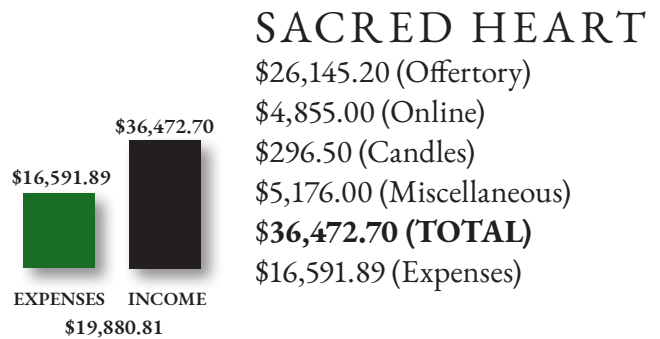 SACRED HEART
$26,145.20 (Offertory)
$4,855.00 (Online)
$296.50 (Candles)
$5,176.00 (Miscellaneous)
$36,472.70 (TOTAL)
$16,591.89 (Expenses)
$36,472.70
$16,591.89
EXPENSES INCOME
$19,880.81